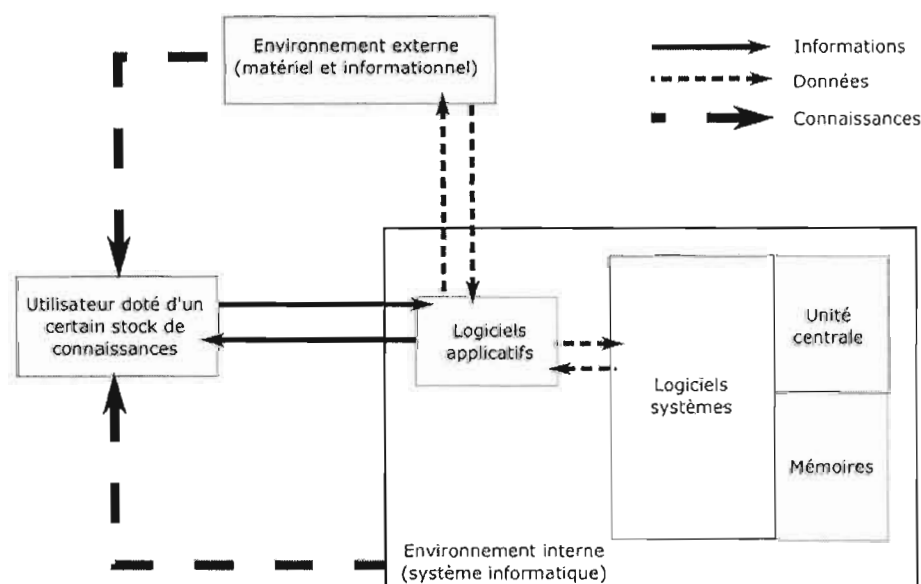 Environnement externe
(matériel et informationnel)
Informations
Données
Connaissances
Utilisateur doté d'un
certain stock de
connaissances
Logiciels
applicatifs
Logiciels
systèmes
Unité
centrale
Mémoires
Environnement interne
(système informatique)